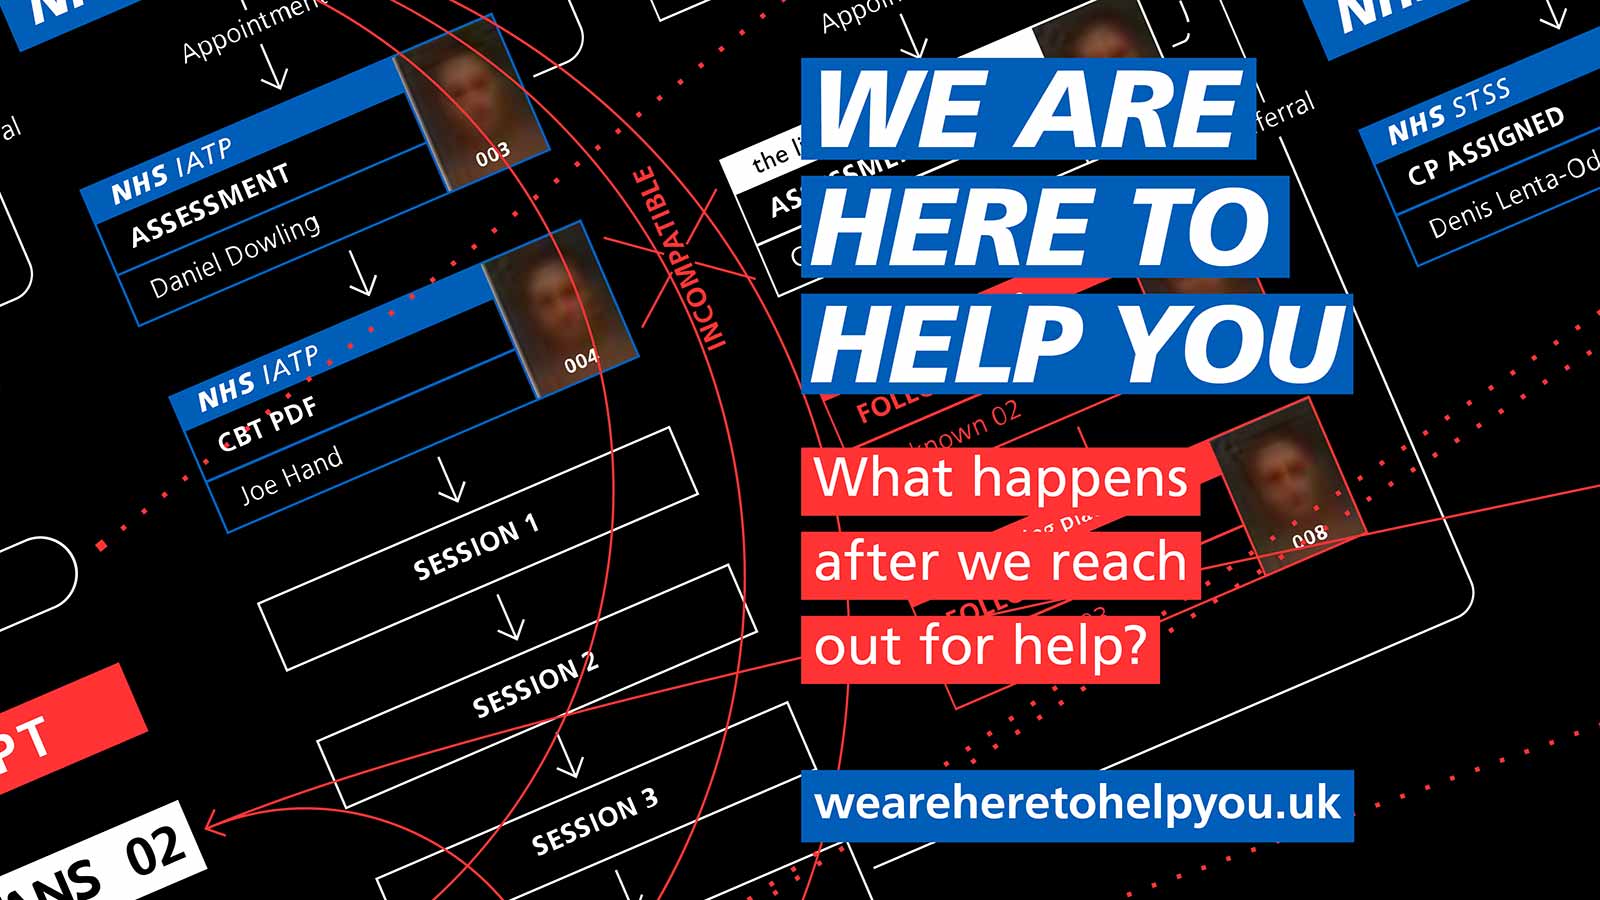 Appointment
NHS IATP
ASSESSMENT
Daniel Dowling
003
NHS IATP
CBT PDF
Joe Hand
004
SESSION 1
SESSION 2
SESSION 3
INCOMPATIBLE
02
WE ARE
HERE TO
HELP YOU
What happens
after we reach
out for help?
weareheretohelpyou.uk
008
NHS STSS
CP ASSIGNED